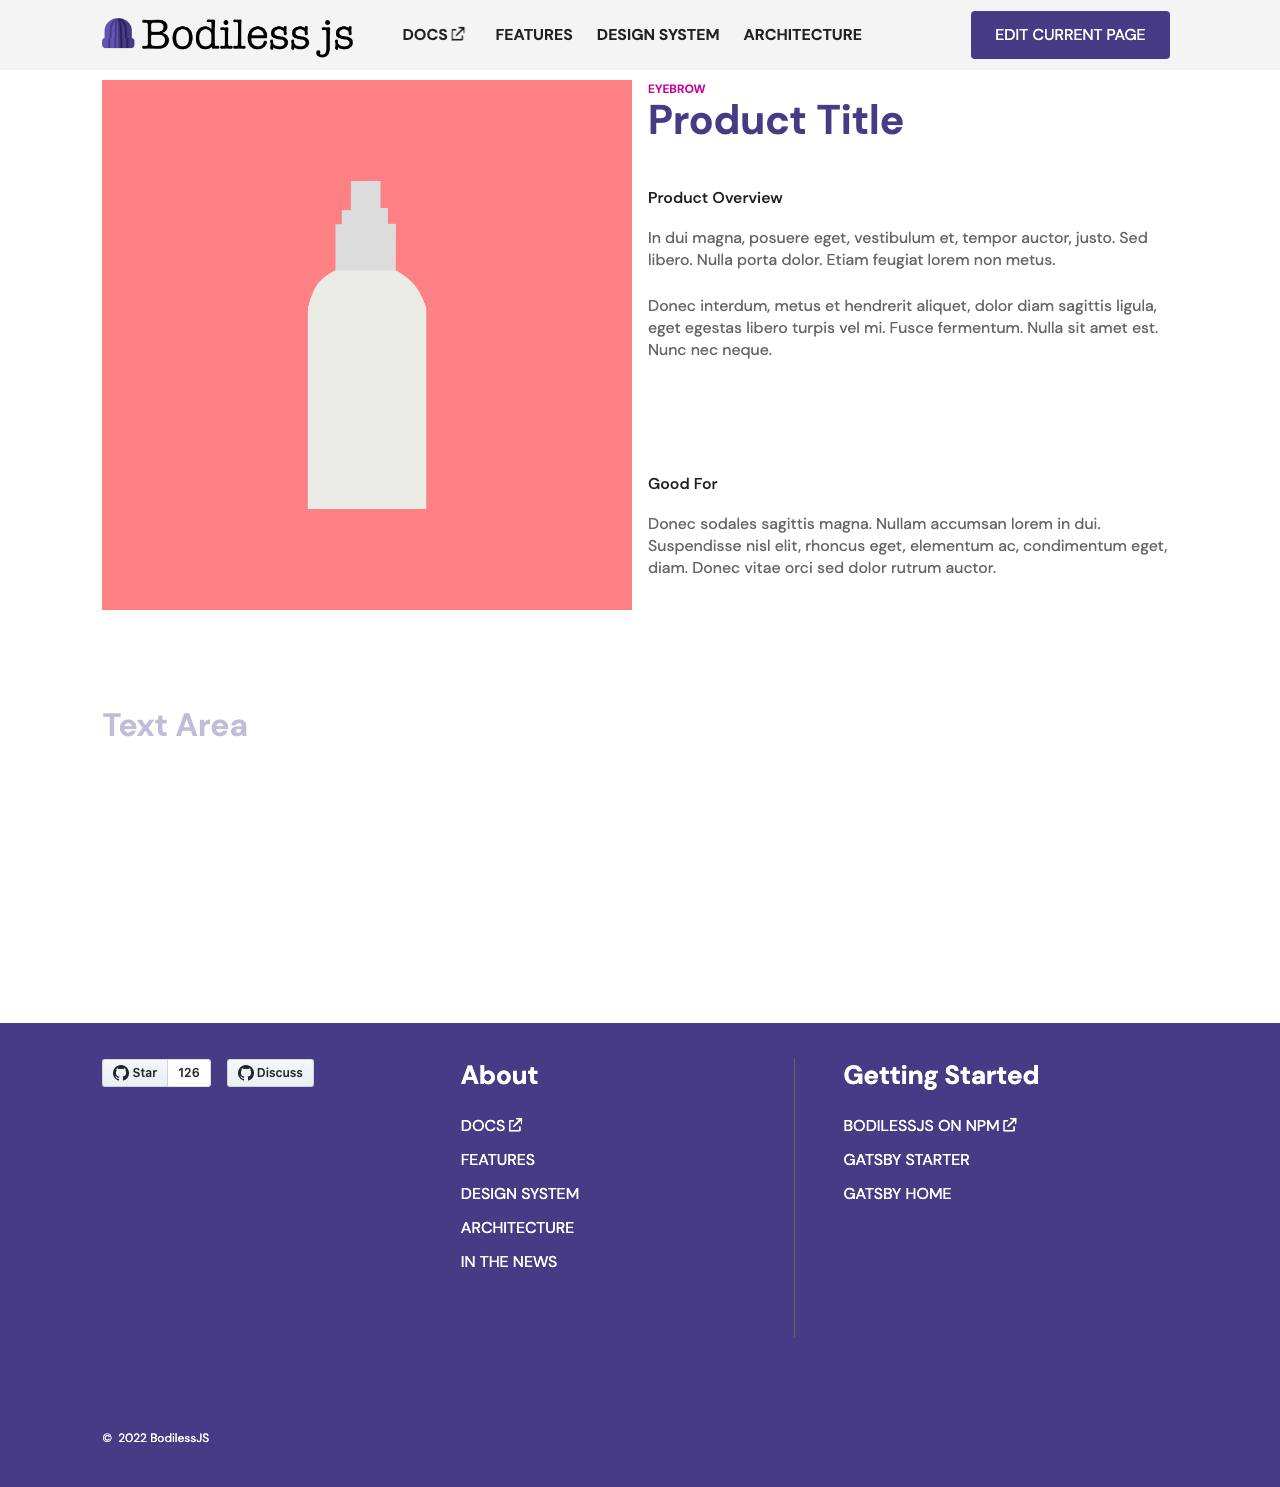 Bodiless js
DOCS
FEATURES
DESIGN SYSTEM
ARCHITECTURE
EDIT CURRENT PAGE
EYEBROW
Product Title
Product Overview
In dui magna, posuere eget, vestibulum et, tempor auctor, justo. Sed
libero. Nulla porta dolor. Etiam feugiat lorem non metus.
Donec interdum, metus et hendrerit aliquet, dolor diam sagittis ligula,
eget egestas libero turpis vel mi. Fusce fermentum. Nulla sit amet est.
Nunc nec neque.
Good For
Donec sodales sagittis magna. Nullam accumsan lorem in dui.
Suspendisse nisl elit, rhoncus eget, elementum ac, condimentum eget,
diam. Donec vitae orci sed dolor rutrum auctor.
Text Area
Star
126
Discuss
About
DOCS
FEATURES
DESIGN SYSTEM
ARCHITECTURE
IN THE NEWS
Getting Started
BODILESSJS ON NPM
GATSBY STARTER
GATSBY HOME
© 2022 BodilessJS